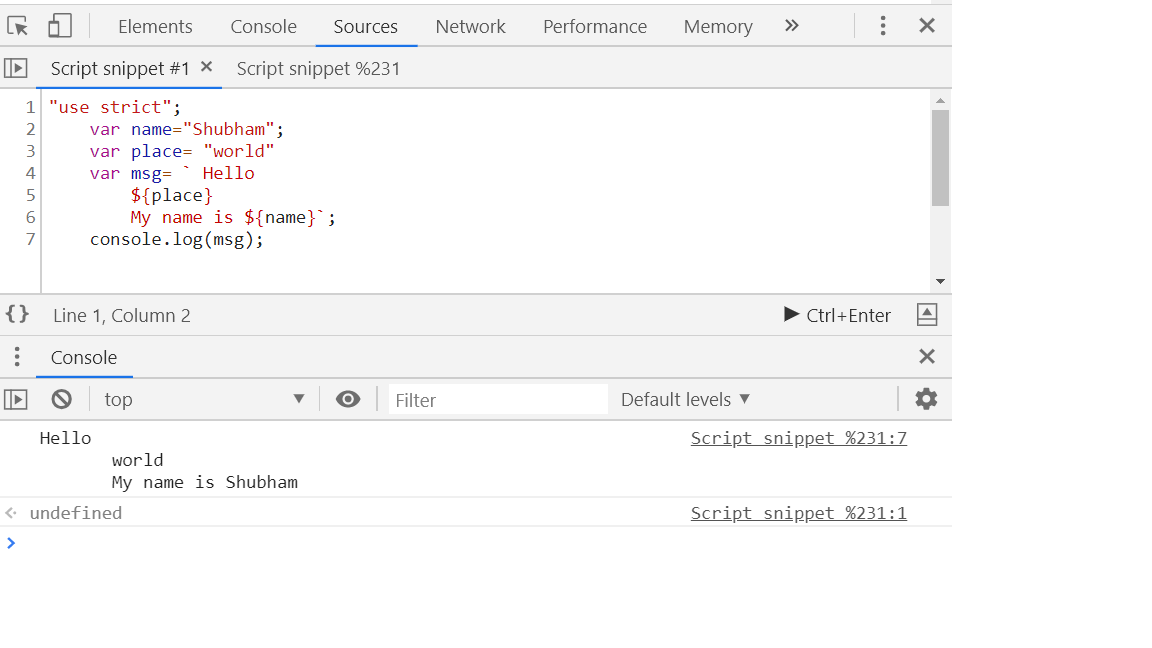 Elements Console Sources Network Performance Memory »
Script snippet #1 × Script snippet %231
1 "use strict";
2     var name="Shubham";
3     var place= "world"
4     var msg= ` Hello
5         ${place}
6         My name is ${name}`;
7     console.log(msg);
{} Line 1, Column 2 ▶ Ctrl+Enter
Console
top ▼ Filter Default levels ▼
Hello Script snippet %231:7
world
My name is Shubham
undefined Script snippet %231:1